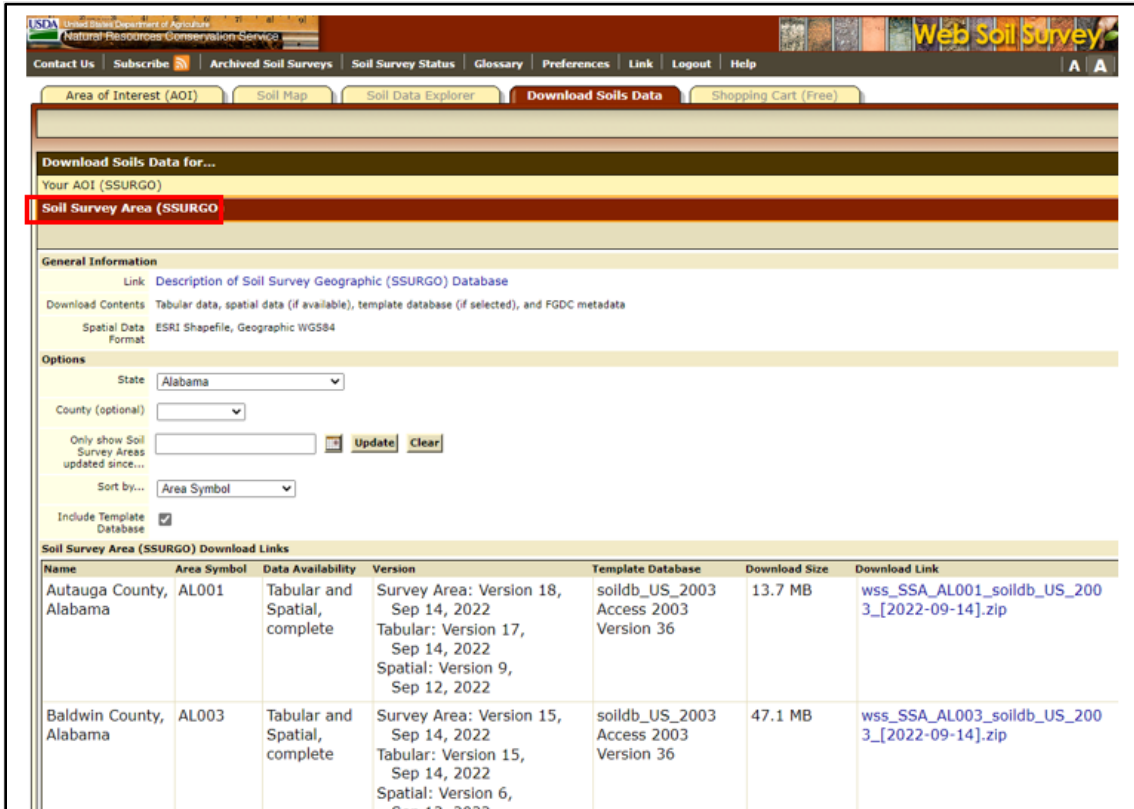 USDA United States Department of Agriculture
Natural Resources Conservation Service
Web Soil Survey
Contact Us Subscribe Archived Soil Surveys Soil Survey Status Glossary Preferences Link Logout Help A A
Area of Interest (AOI) Soil Map Soil Data Explorer Download Soils Data Shopping Cart (Free)
Download Soils Data for...
Your AOI (SSURGO)
Soil Survey Area (SSURGO
General Information
Link Description of Soil Survey Geographic (SSURGO) Database
Download Contents Tabular data, spatial data (if available), template database (if selected), and FGDC metadata
Spatial Data ESRI Shapefile, Geographic WGS84
Format
Options
State Alabama
County (optional)
Only show Soil
Survey Areas
updated since...
Update Clear
Sort by... Area Symbol
Include Template
Database
Soil Survey Area (SSURGO) Download Links
Name Area Symbol Data Availability Version Template Database Download Size Download Link
Autauga County, AL001 Tabular and Survey Area: Version 18, soildb_US_2003 13.7 MB wss_SSA_AL001_soildb_US_200
Alabama Spatial, Sep 14, 2022 Access 2003 3_[2022-09-14].zip
complete Tabular: Version 17, Version 36
Sep 14, 2022
Spatial: Version 9,
Sep 12, 2022
Baldwin County, AL003 Tabular and Survey Area: Version 15, soildb_US_2003 47.1 MB wss_SSA_AL003_soildb_US_200
Alabama Spatial, Sep 14, 2022 Access 2003 3_[2022-09-14].zip
complete Tabular: Version 15, Version 36
Sep 14, 2022
Spatial: Version 6,